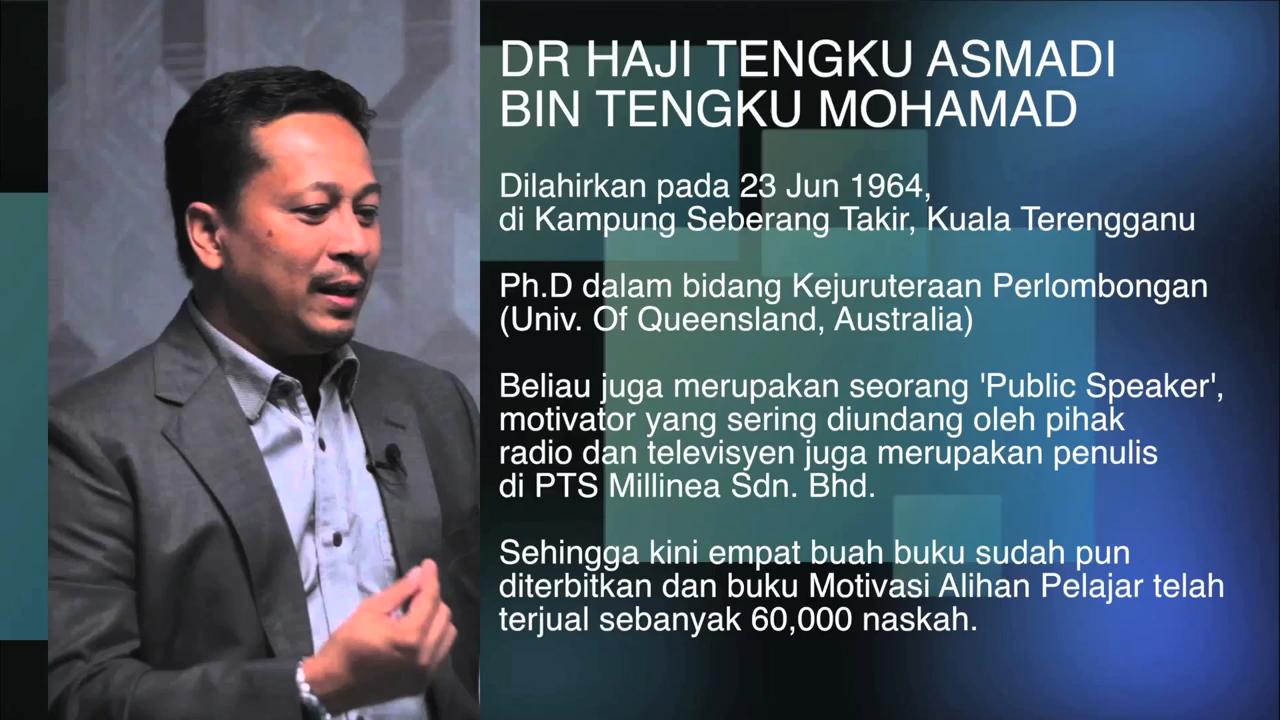 DR HAJI TENGKU ASMADI
BIN TENGKU MOHAMAD
Dilahirkan pada 23 Jun 1964,
di Kampung Seberang Takir, Kuala Terengganu
Ph.D dalam bidang Kejuruteraan Perlombongan
(Univ. Of Queensland, Australia)
Beliau juga merupakan seorang 'Public Speaker',
motivator yang sering diundang oleh pihak
radio dan televisyen juga merupakan penulis
di PTS Millinea Sdn. Bhd.
Sehingga kini empat buah buku sudah pun
diterbitkan dan buku Motivasi Alihan Pelajar telah
terjual sebanyak 60,000 naskah.